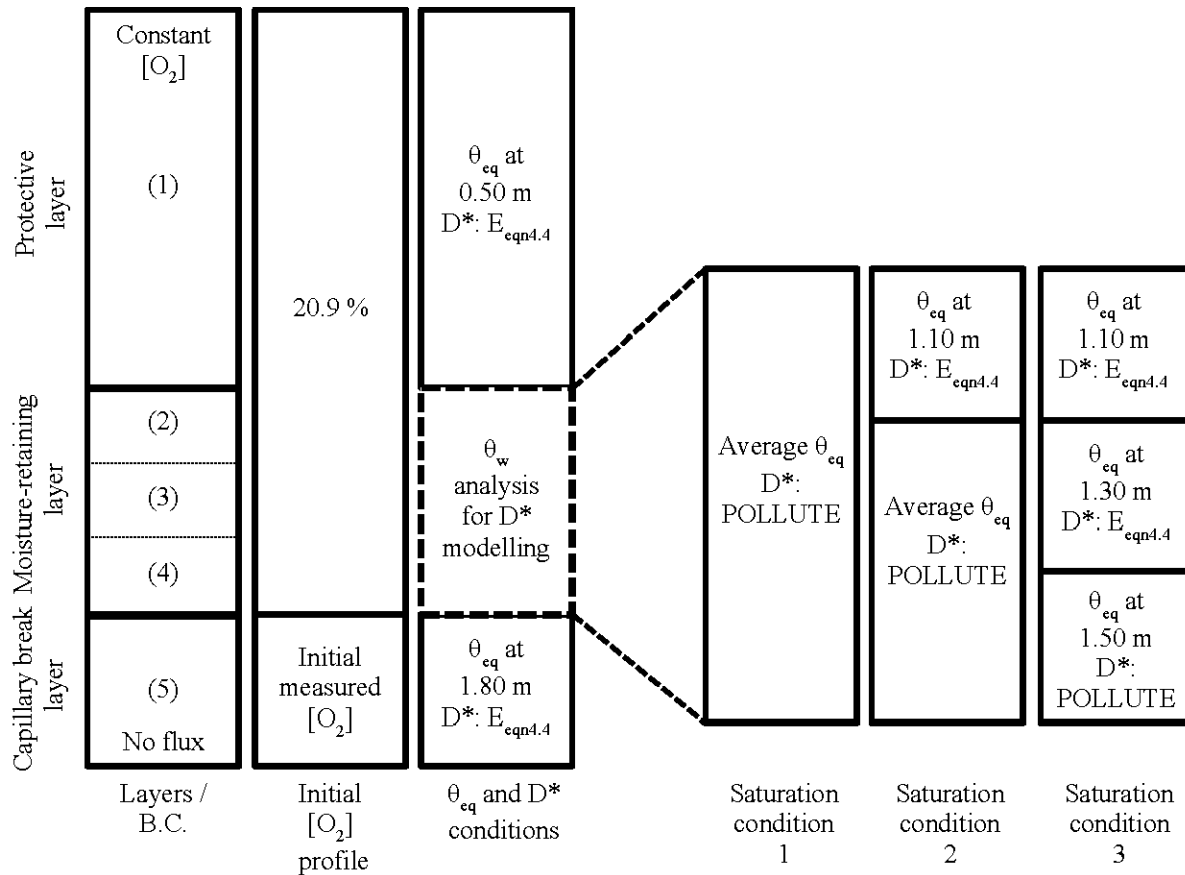 Protective
layer
Moisture-retaining
layer
Capillary break
layer
Constant
[O₂]
(1)
(2)
(3)
(4)
(5)
No flux
Layers /
B.C.
20.9 %
Initial
measured
[O₂]
Initial
[O₂]
profile
θeq at
0.50 m
D*: Eeqn4.4
θw
analysis
for D*
modelling
θeq at
1.80 m
D*: Eeqn4.4
θeq and D*
conditions
Average θeq
D*:
POLLUTE
Saturation
condition
1
θeq at
1.10 m
D*: Eeqn4.4
Average θeq
D*:
POLLUTE
Saturation
condition
2
θeq at
1.10 m
D*: Eeqn4.4
θeq at
1.30 m
D*: Eeqn4.4
θeq at
1.50 m
D*:
POLLUTE
Saturation
condition
3